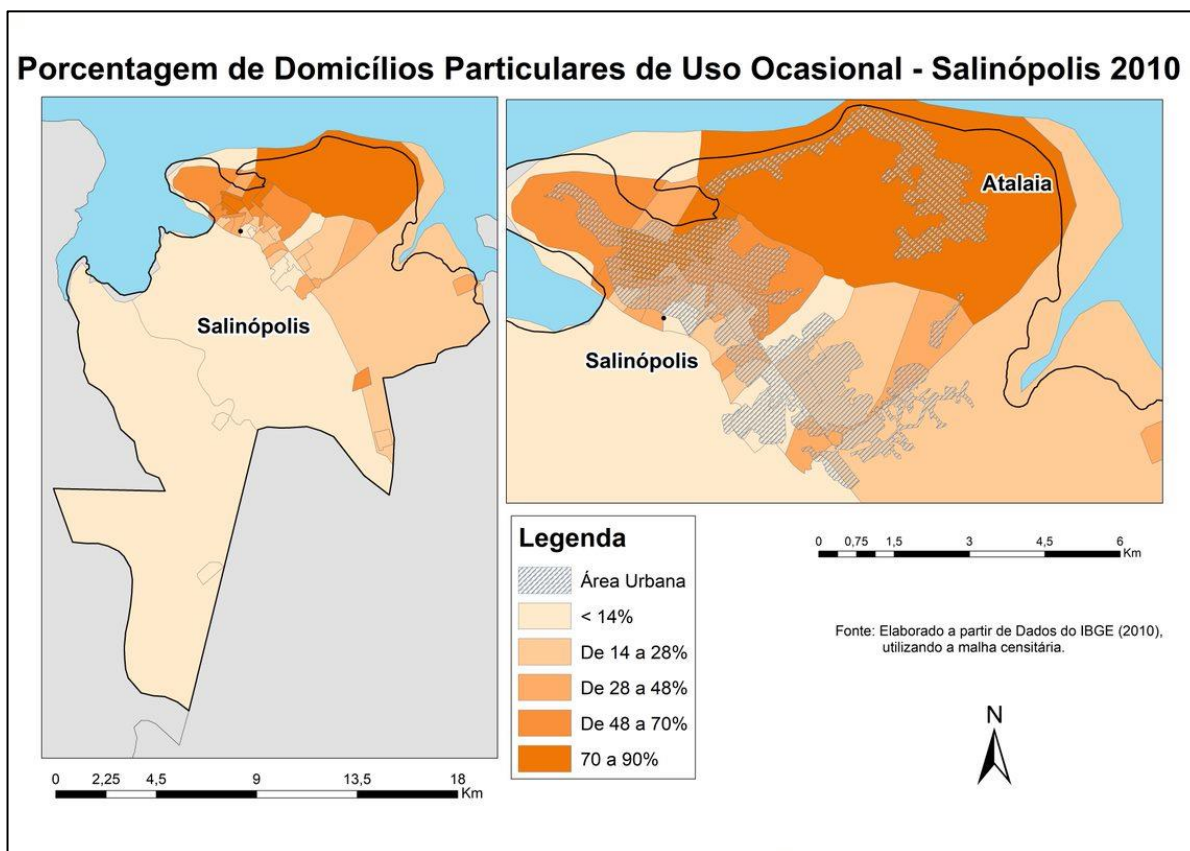 Porcentagem de Domicílios Particulares de Uso Ocasional - Salinópolis 2010
Salinópolis
Atalaia
Salinópolis
Legenda
Área Urbana
< 14%
De 14 a 28%
De 28 a 48%
De 48 a 70%
70 a 90%
0 0,75 1,5 3 4,5 6
Km
Fonte: Elaborado a partir de Dados do IBGE (2010),
utilizando a malha censitária.
N
0 2,25 4,5 9 13,5 18
Km